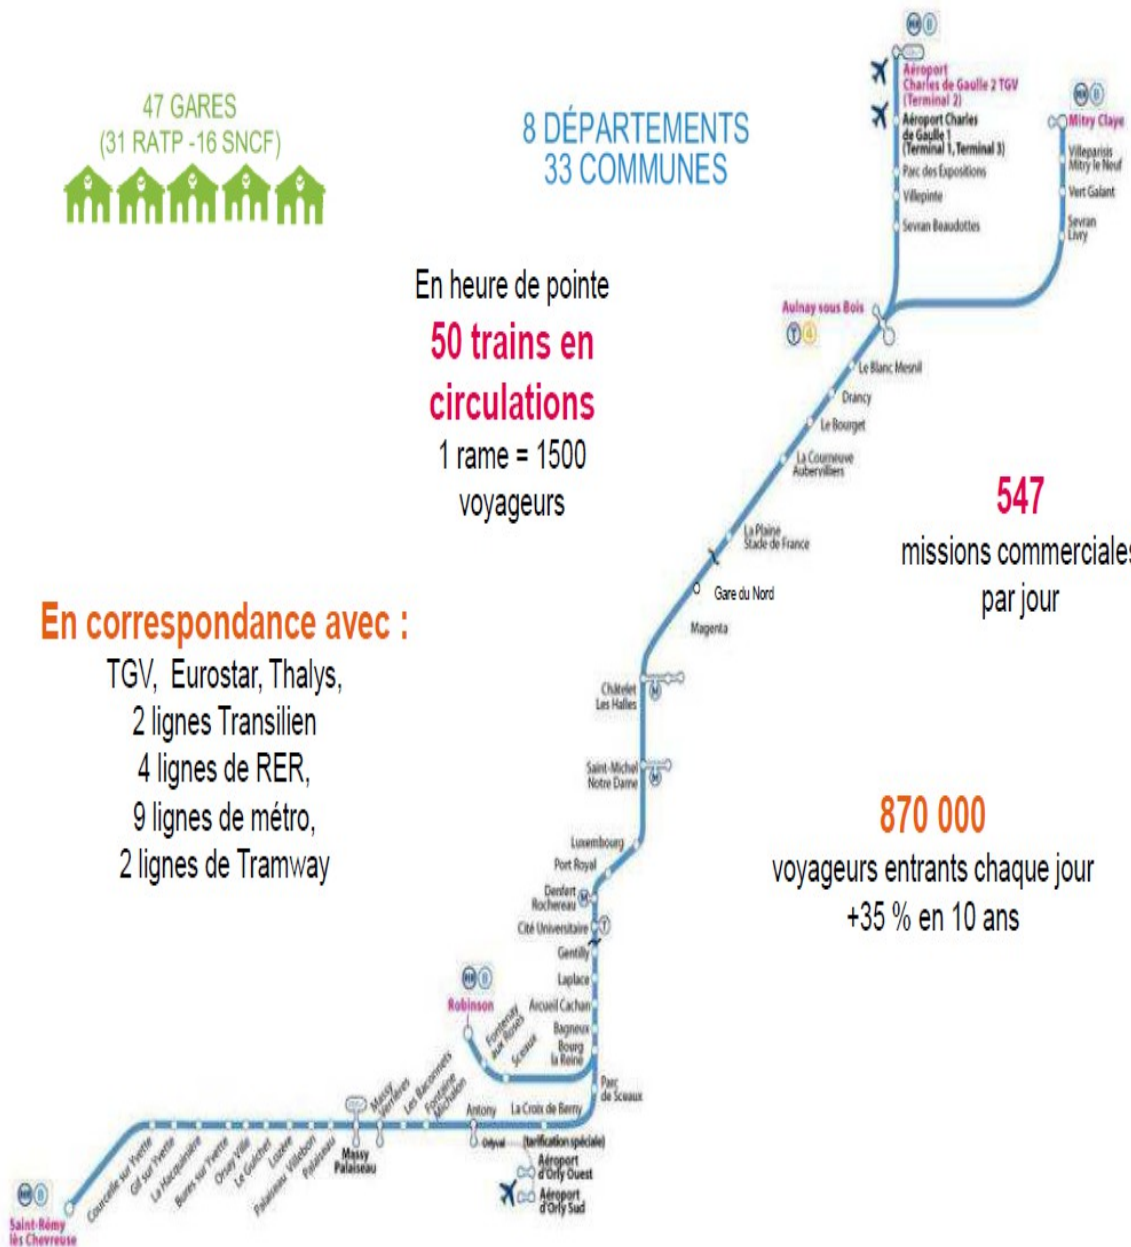 47 GARES
(31 RATP -16 SNCF)
8 DÉPARTEMENTS
33 COMMUNES
En heure de pointe
50 trains en
circulations
1 rame = 1500
voyageurs
547
missions commerciales
par jour
En correspondance avec :
TGV, Eurostar, Thalys,
2 lignes Transilien
4 lignes de RER,
9 lignes de métro,
2 lignes de Tramway
870 000
voyageurs entrants chaque jour
+35 % en 10 ans
RER B
Aéroport
Charles de Gaulle 2 TGV
(Terminal 2)
Aéroport Charles
de Gaulle 1
(Terminal 1, Terminal 3)
Parc des Expositions
Villepinte
Sevran Beaudottes
RER B
Mitry Claye
Villeparisis
Mitry le Neuf
Vert Galant
Sevran
Livry
Aulnay sous Bois
T 4
Le Blanc Mesnil
Drancy
Le Bourget
La Courneuve
Aubervilliers
La Plaine
Stade de France
Gare du Nord
Magenta
Châtelet
Les Halles
M
Saint-Michel
Notre Dame
M
Luxembourg
Port Royal
Denfert
Rochereau
M
Cité Universitaire
T
Gentilly
Laplace
Arcueil Cachan
Bagneux
Bourg
la Reine
RER B
Robinson
Fontenay
aux Roses
Sceaux
Parc
de Sceaux
La Croix de Berny
Antony
Orlyval
(tarification spéciale)
Aéroport
d'Orly Ouest
Aéroport
d'Orly Sud
Fontaine
Michalon
Les Baconnets
Massy
Verrières
Massy
Palaiseau
Palaiseau
Palaiseau Villebon
Lozère
Le Guichet
Orsay Ville
Bures sur Yvette
La Hacquinière
Gif sur Yvette
Courcelle sur Yvette
RER B
Saint-Rémy
lès Chevreuse